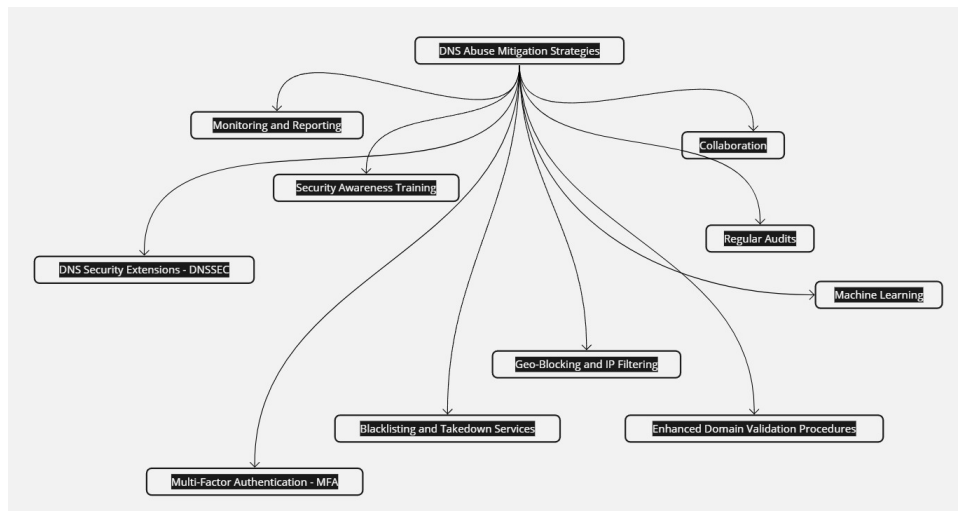 DNS Abuse Mitigation Strategies
Monitoring and Reporting
Collaboration
Security Awareness Training
Regular Audits
DNS Security Extensions - DNSSEC
Machine Learning
Geo-Blocking and IP Filtering
Blacklisting and Takedown Services
Enhanced Domain Validation Procedures
Multi-Factor Authentication - MFA